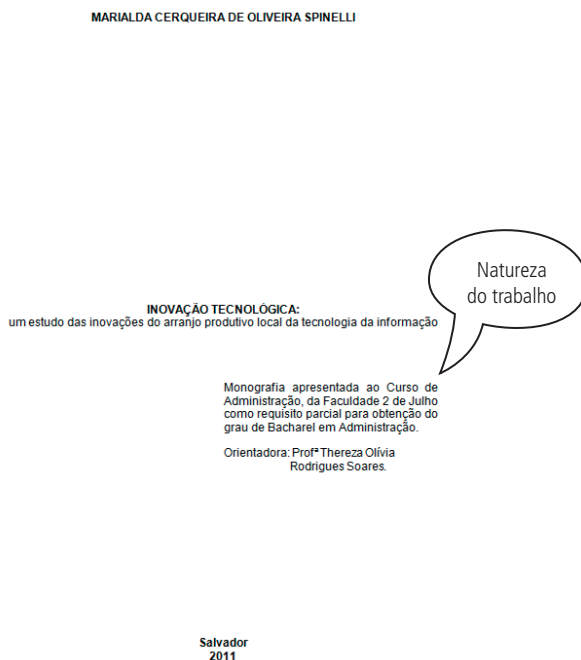 MARIALDA CERQUEIRA DE OLIVEIRA SPINELLI
Natureza
do trabalho
INOVAÇÃO TECNOLÓGICA:
um estudo das inovações do arranjo produtivo local da tecnologia da informação
Monografia apresentada ao Curso de
Administração, da Faculdade 2 de Julho
como requisito parcial para obtenção do
grau de Bacharel em Administração.
Orientadora: Profª Thereza Olívia
Rodrigues Soares.
Salvador
2011